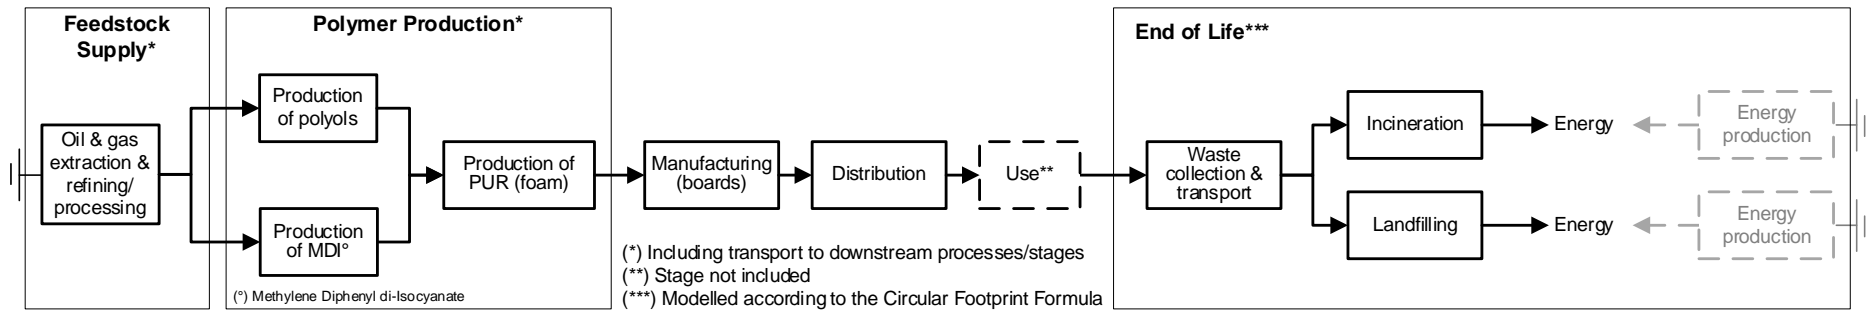 Feedstock
Supply*
Oil & gas
extraction &
refining/
processing
Polymer Production*
Production
of polyols
Production
of MDI°
(°) Methylene Diphenyl di-Isocyanate
Production of
PUR (foam)
Manufacturing
(boards)
Distribution
Use**
(*) Including transport to downstream processes/stages
(**) Stage not included
(***) Modelled according to the Circular Footprint Formula
End of Life***
Waste
collection &
transport
Incineration
Energy
Energy
production
Landfilling
Energy
Energy
production